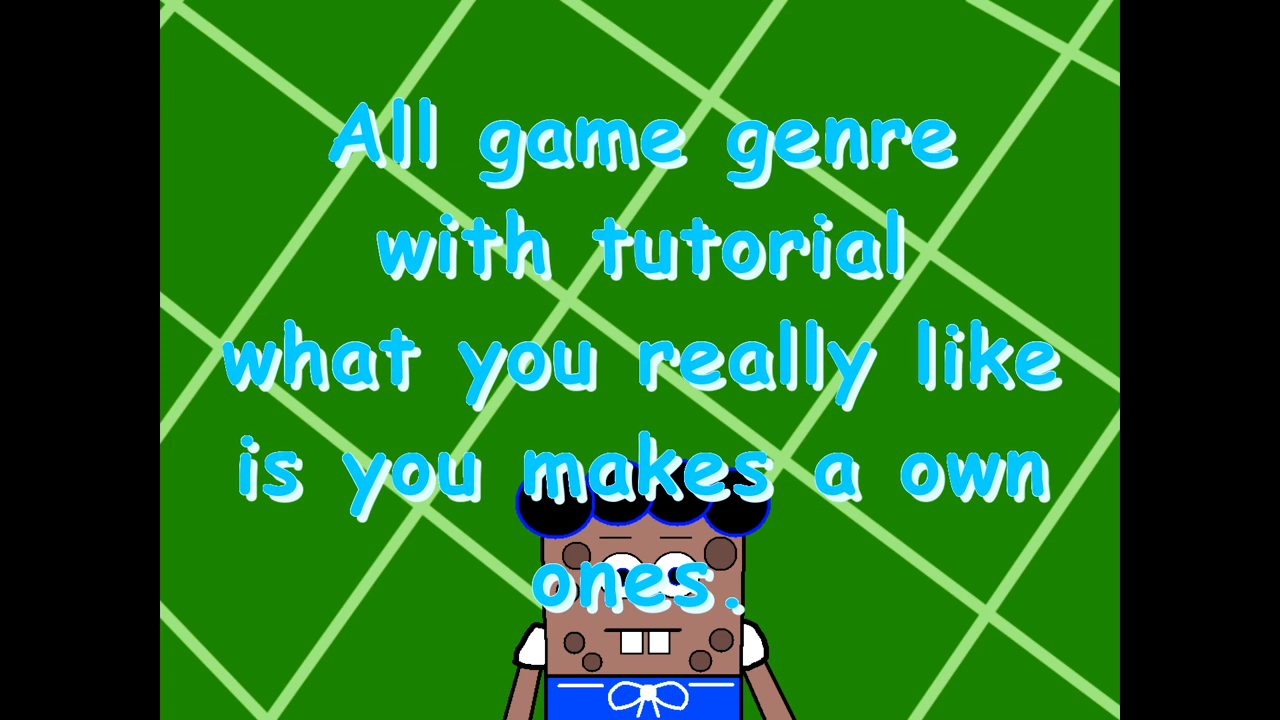 All game genre
with tutorial
what you really like
is you makes a own
ones.